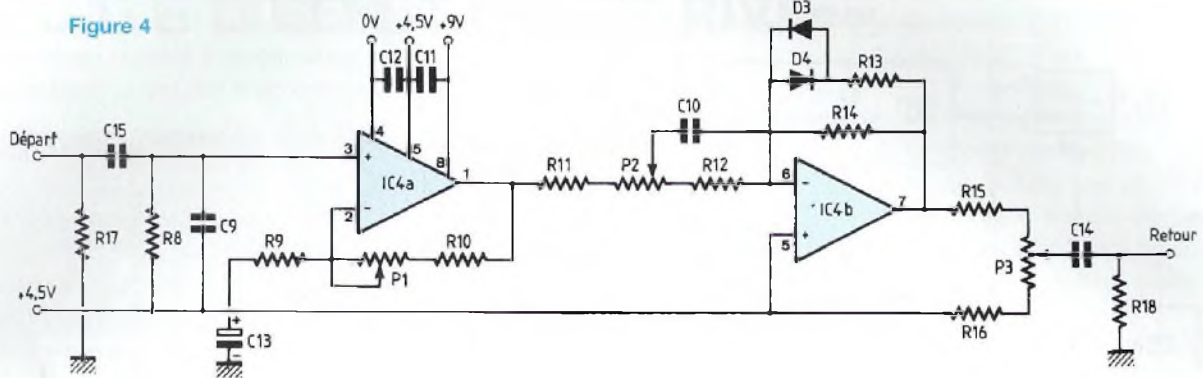 Figure 4
0V +4,5V +9V
C12 C11
D3
D4
R13
R14
C10
Départ
C15
4
5
8
3
+
IC4a
1
2
-
R11
P2
R12
6
-
IC4b
7
5
+
R15
C14
Retour
P3
R17
R8
C9
R9
P1
R10
+4,5V
+
C13
-
R16
R18